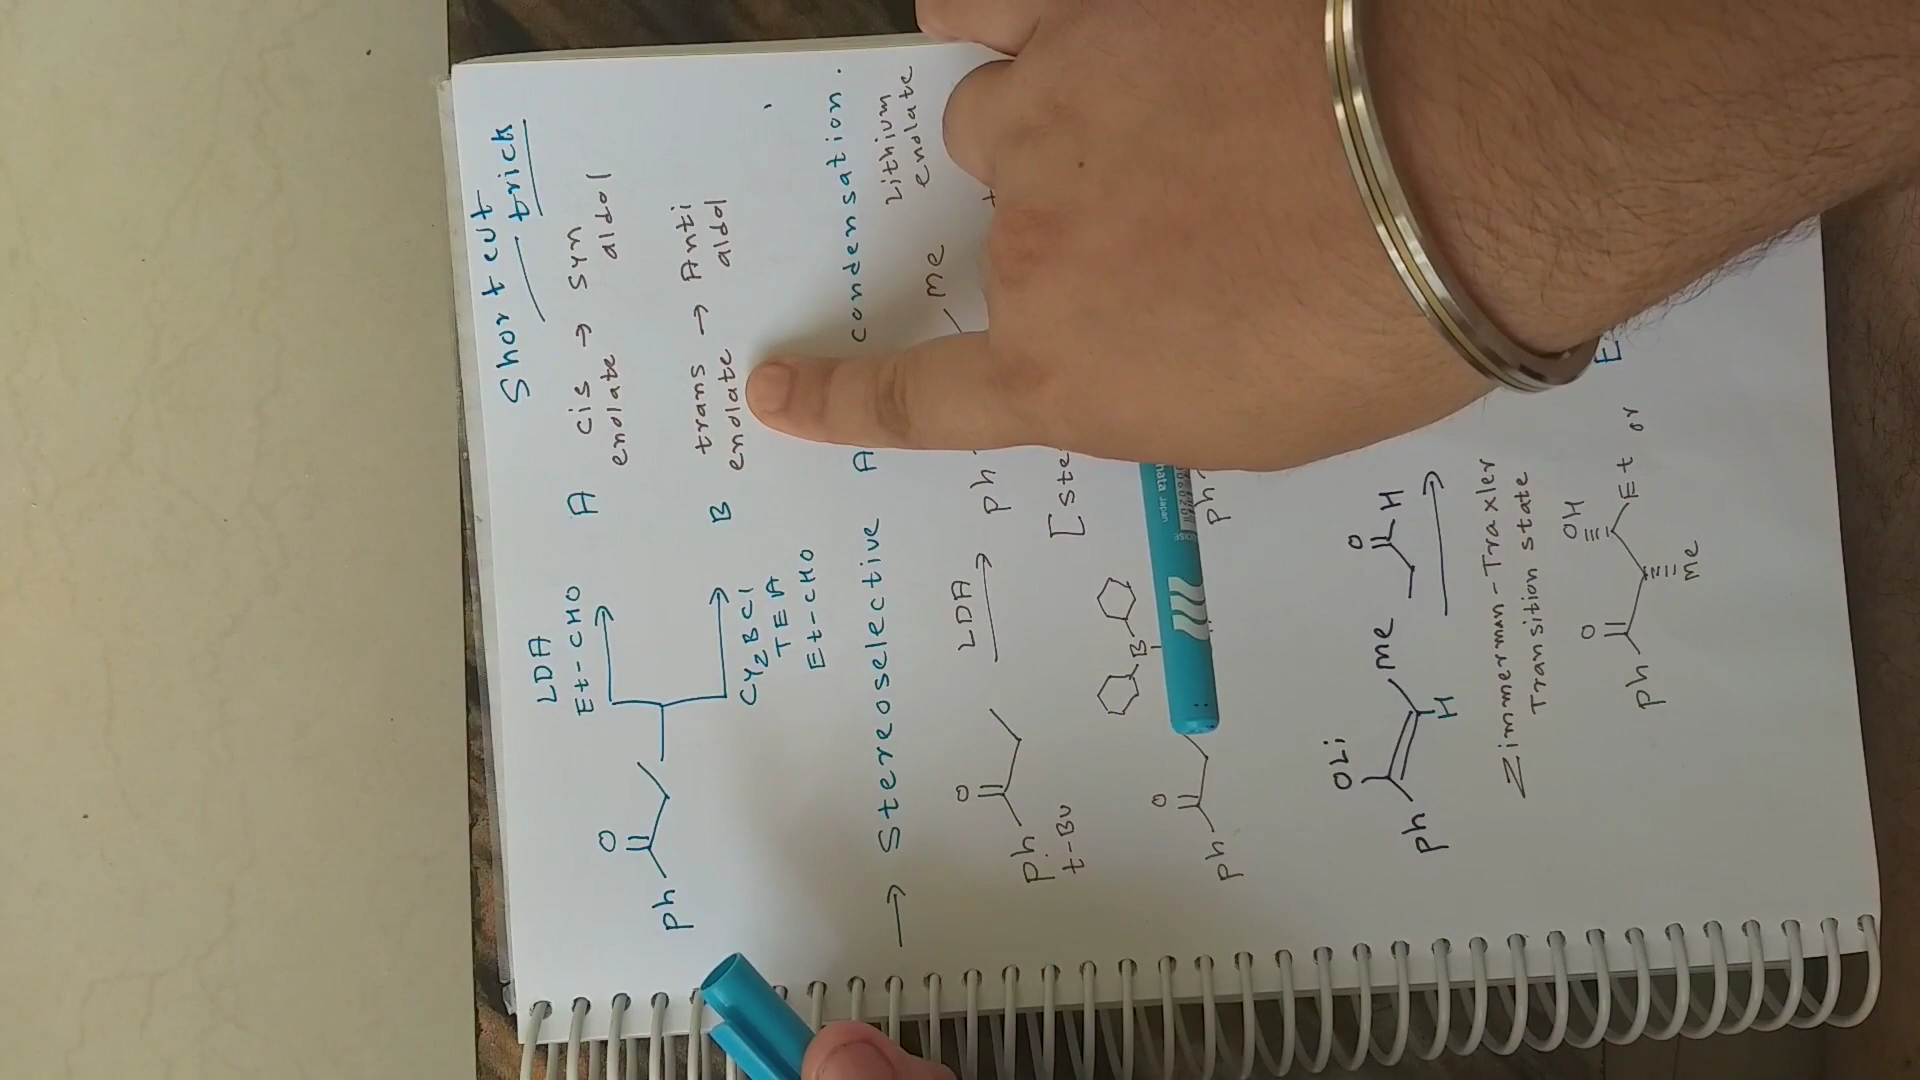 Short cut
trick
LDA
Et-CHO
A
cis → syn
enolate aldol
O
Ph
B
trans → Anti
enolate aldol
Cy2BCl
TEA
Et-CHO
→ Stereoselective A condensation.
Lithium
enolate
O
LDA
Me
Ph
Ph
t-Bu
[ste
B
O
Ph
Ph
OLi
O
Me
H
Ph
H
Zimmerman-Traxler
Transition state
O
OH
Ph
Et or
E
Me